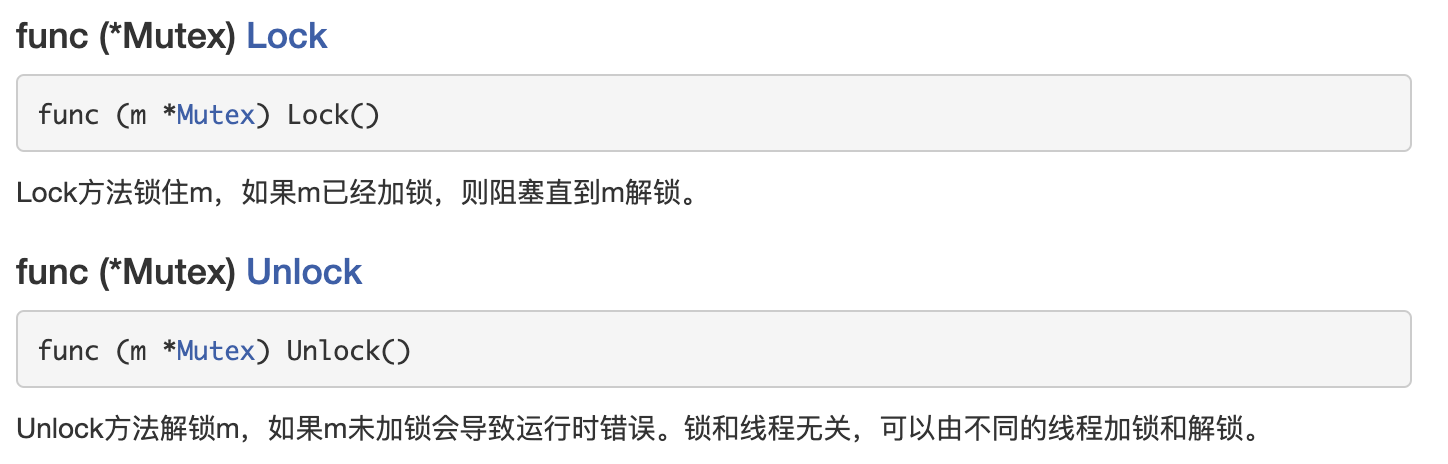 func (*Mutex) Lock
func (m *Mutex) Lock()
Lock方法锁住m，如果m已经加锁，则阻塞直到m解锁。
func (*Mutex) Unlock
func (m *Mutex) Unlock()
Unlock方法解锁m，如果m未加锁会导致运行时错误。锁和线程无关，可以由不同的线程加锁和解锁。